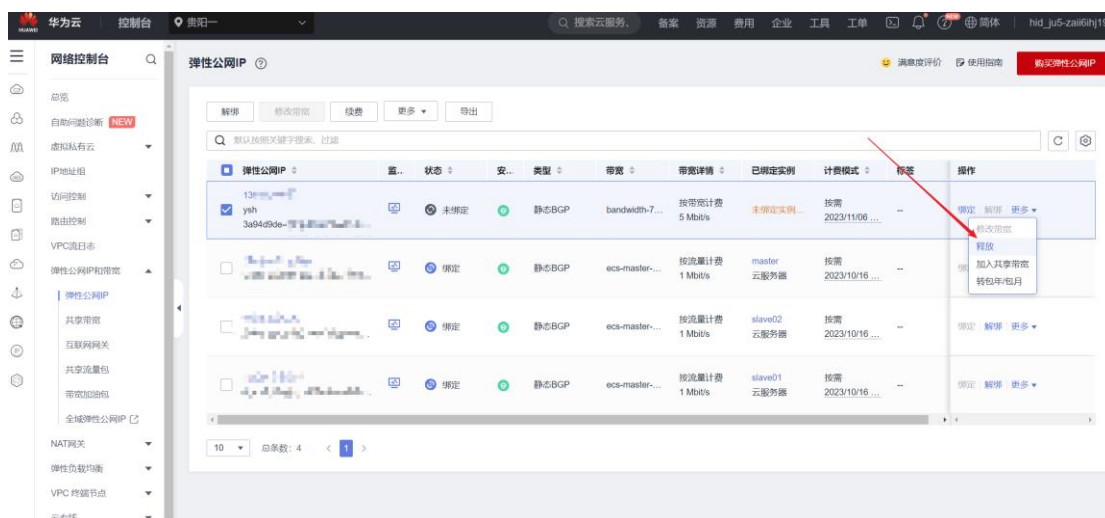 HUAWEI
华为云
控制台
贵阳一
搜索云服务、
备案
资源
费用
企业
工具
工单
简体
hid_ju5-zaii6ihj19
网络控制台
总览
自助问题诊断 NEW
虚拟私有云
IP地址组
访问控制
路由控制
VPC流日志
弹性公网IP和带宽
弹性公网IP
共享带宽
互联网网关
共享流量包
带宽加油包
全域弹性公网IP
NAT网关
弹性负载均衡
VPC 终端节点
弹性公网IP
满意度评价
使用指南
购买弹性公网IP
解绑
修改带宽
续费
更多
导出
默认按照关键字搜索、过滤
弹性公网IP 监... 状态 安... 类型 带宽 带宽详情 已绑定实例 计费模式 标签 操作
ysh
3a94d9de-
未绑定
静态BGP
bandwidth-7...
按带宽计费
5 Mbit/s
未绑定实例...
按需
2023/11/06 ...
--
绑定 解绑 更多
修改带宽
释放
加入共享带宽
转包年/包月
绑定
静态BGP
ecs-master-...
按流量计费
1 Mbit/s
master
云服务器
按需
2023/10/16 ...
--
绑定
静态BGP
ecs-master-...
按流量计费
1 Mbit/s
slave02
云服务器
按需
2023/10/16 ...
--
绑定 解绑 更多
绑定
静态BGP
ecs-master-...
按流量计费
1 Mbit/s
slave01
云服务器
按需
2023/10/16 ...
--
绑定 解绑 更多
10
总条数: 4
< 1 >